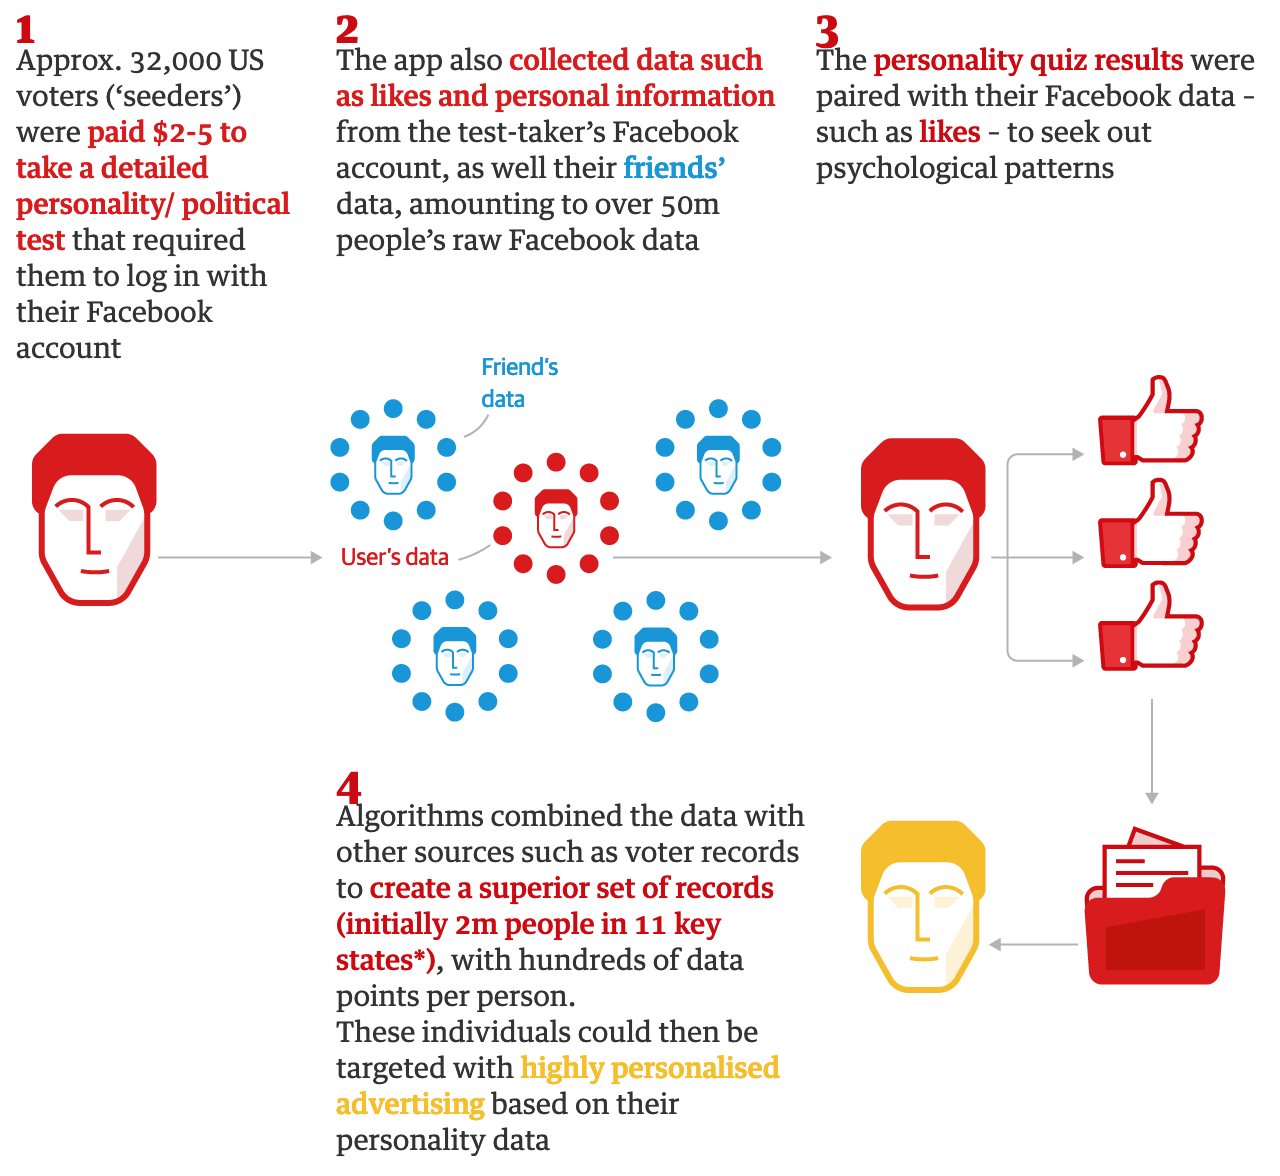 1
Approx. 32,000 US
voters (‘seeders’)
were paid $2-5 to
take a detailed
personality/ political
test that required
them to log in with
their Facebook
account
2
The app also collected data such
as likes and personal information
from the test-taker’s Facebook
account, as well their friends’
data, amounting to over 50m
people’s raw Facebook data
3
The personality quiz results were
paired with their Facebook data –
such as likes – to seek out
psychological patterns
Friend's
data
User's data
4
Algorithms combined the data with
other sources such as voter records
to create a superior set of records
(initially 2m people in 11 key
states*), with hundreds of data
points per person.
These individuals could then be
targeted with highly personalised
advertising based on their
personality data